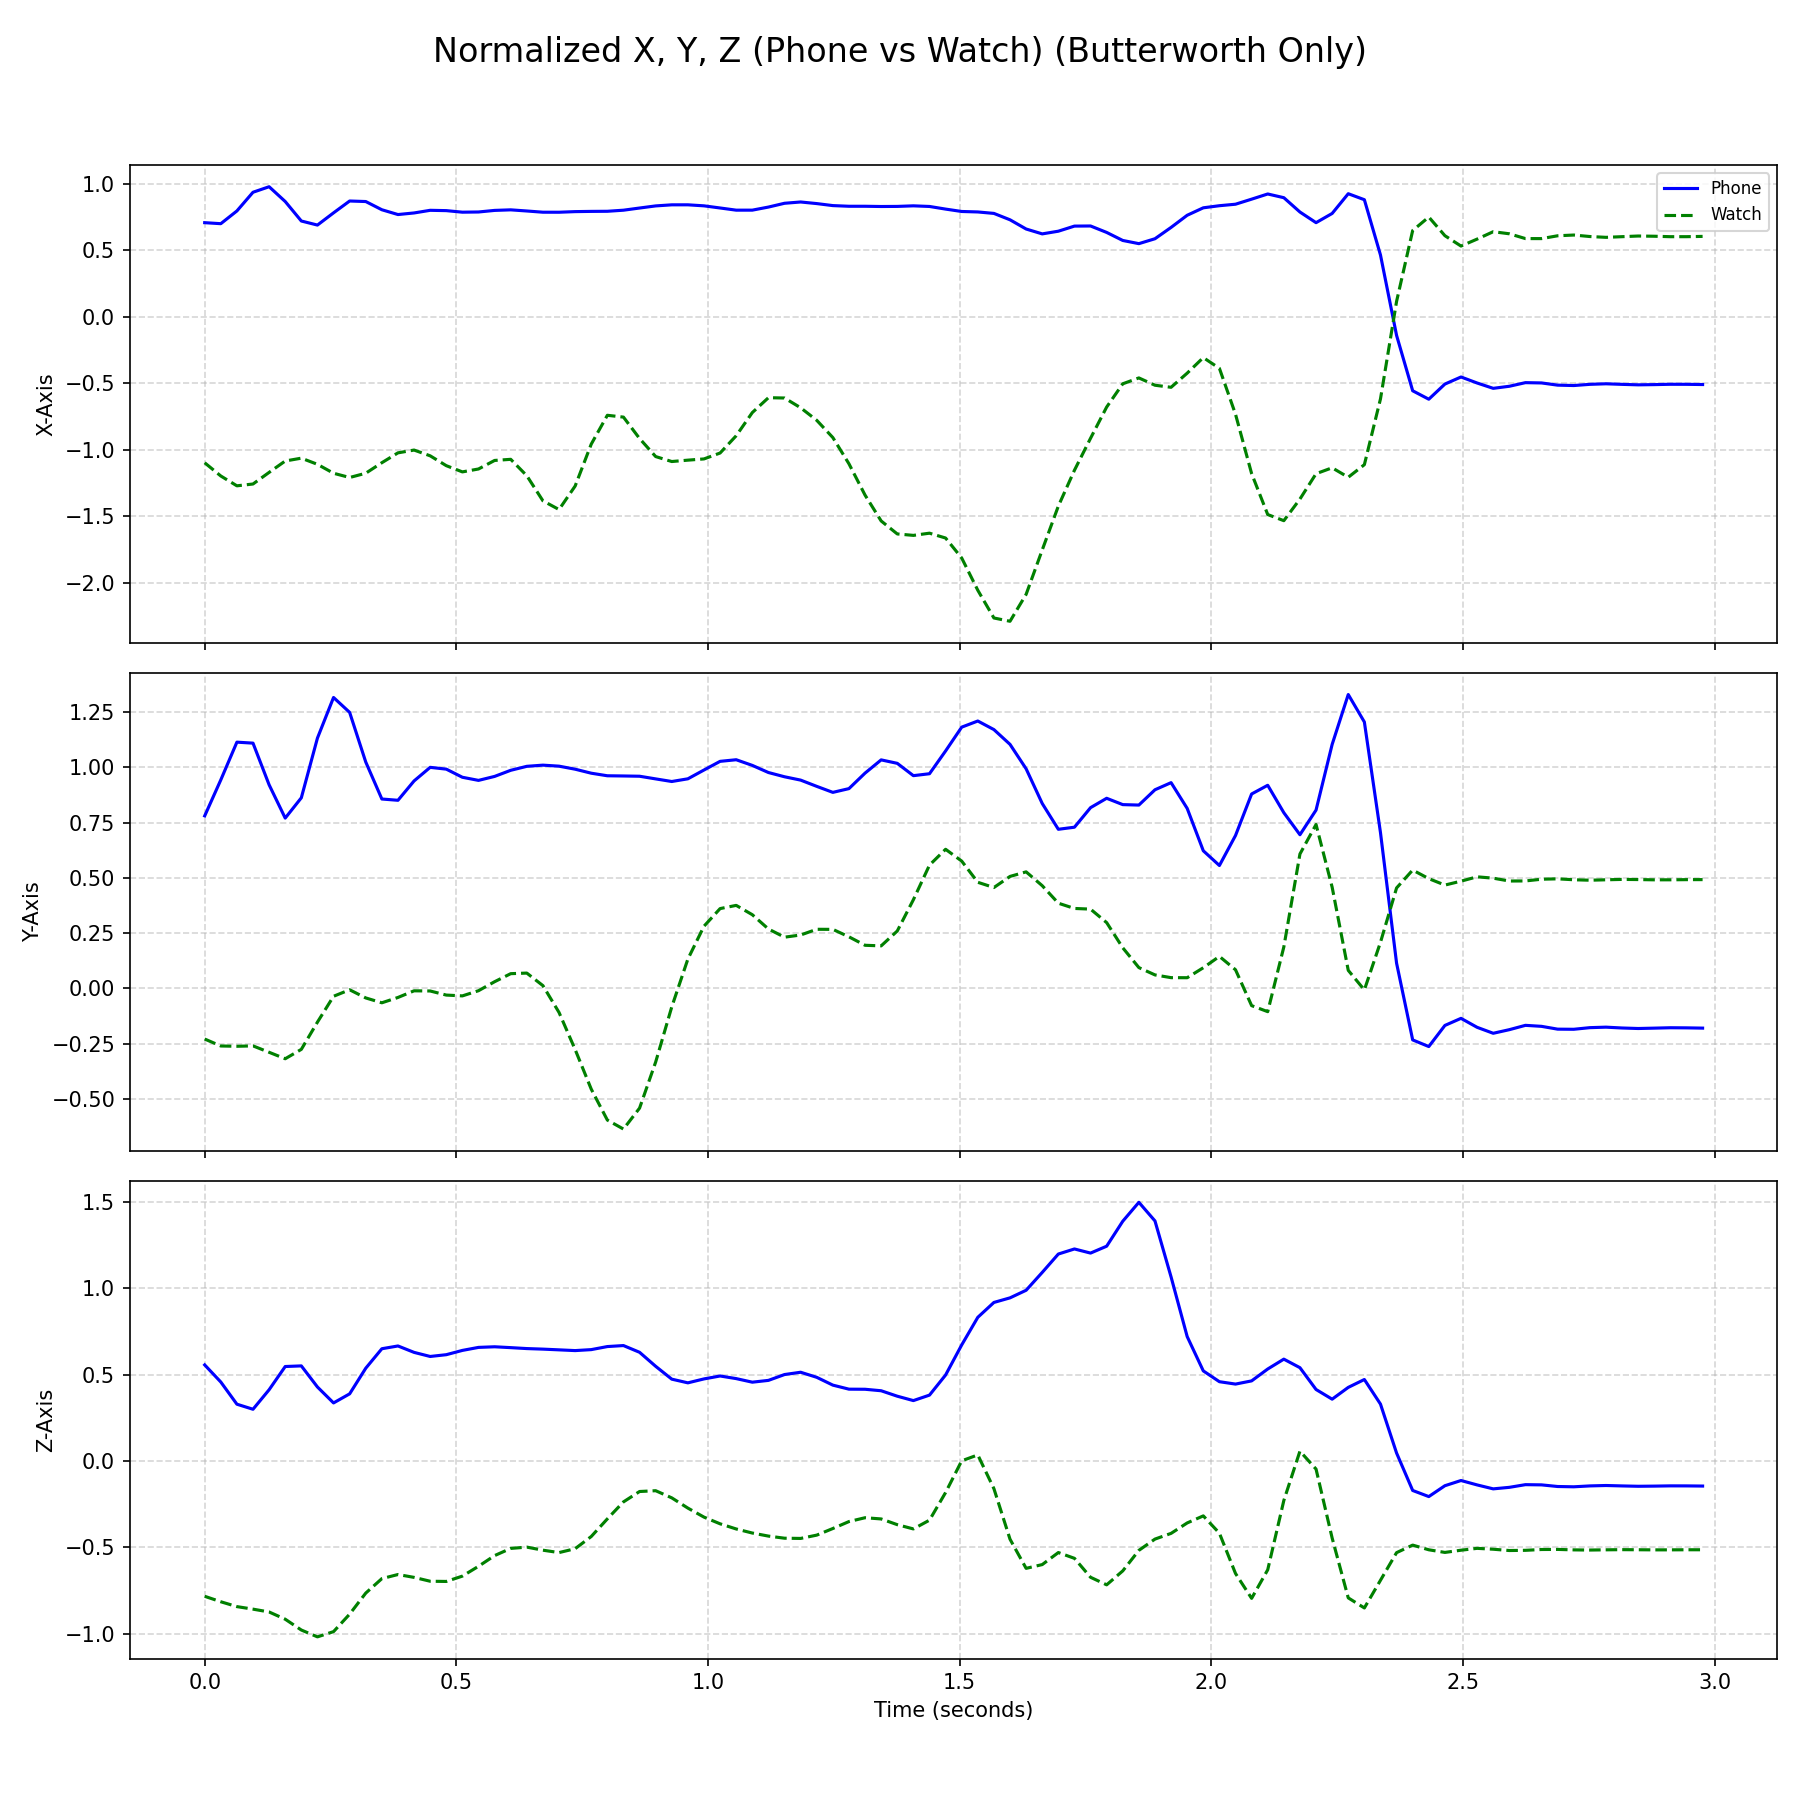 Normalized X, Y, Z (Phone vs Watch) (Butterworth Only)
Phone
Watch
1.0
0.5
0.0
−0.5
−1.0
−1.5
−2.0
X-Axis
1.25
1.00
0.75
0.50
0.25
0.00
−0.25
−0.50
Y-Axis
1.5
1.0
0.5
0.0
−0.5
−1.0
Z-Axis
0.0 0.5 1.0 1.5 2.0 2.5 3.0
Time (seconds)